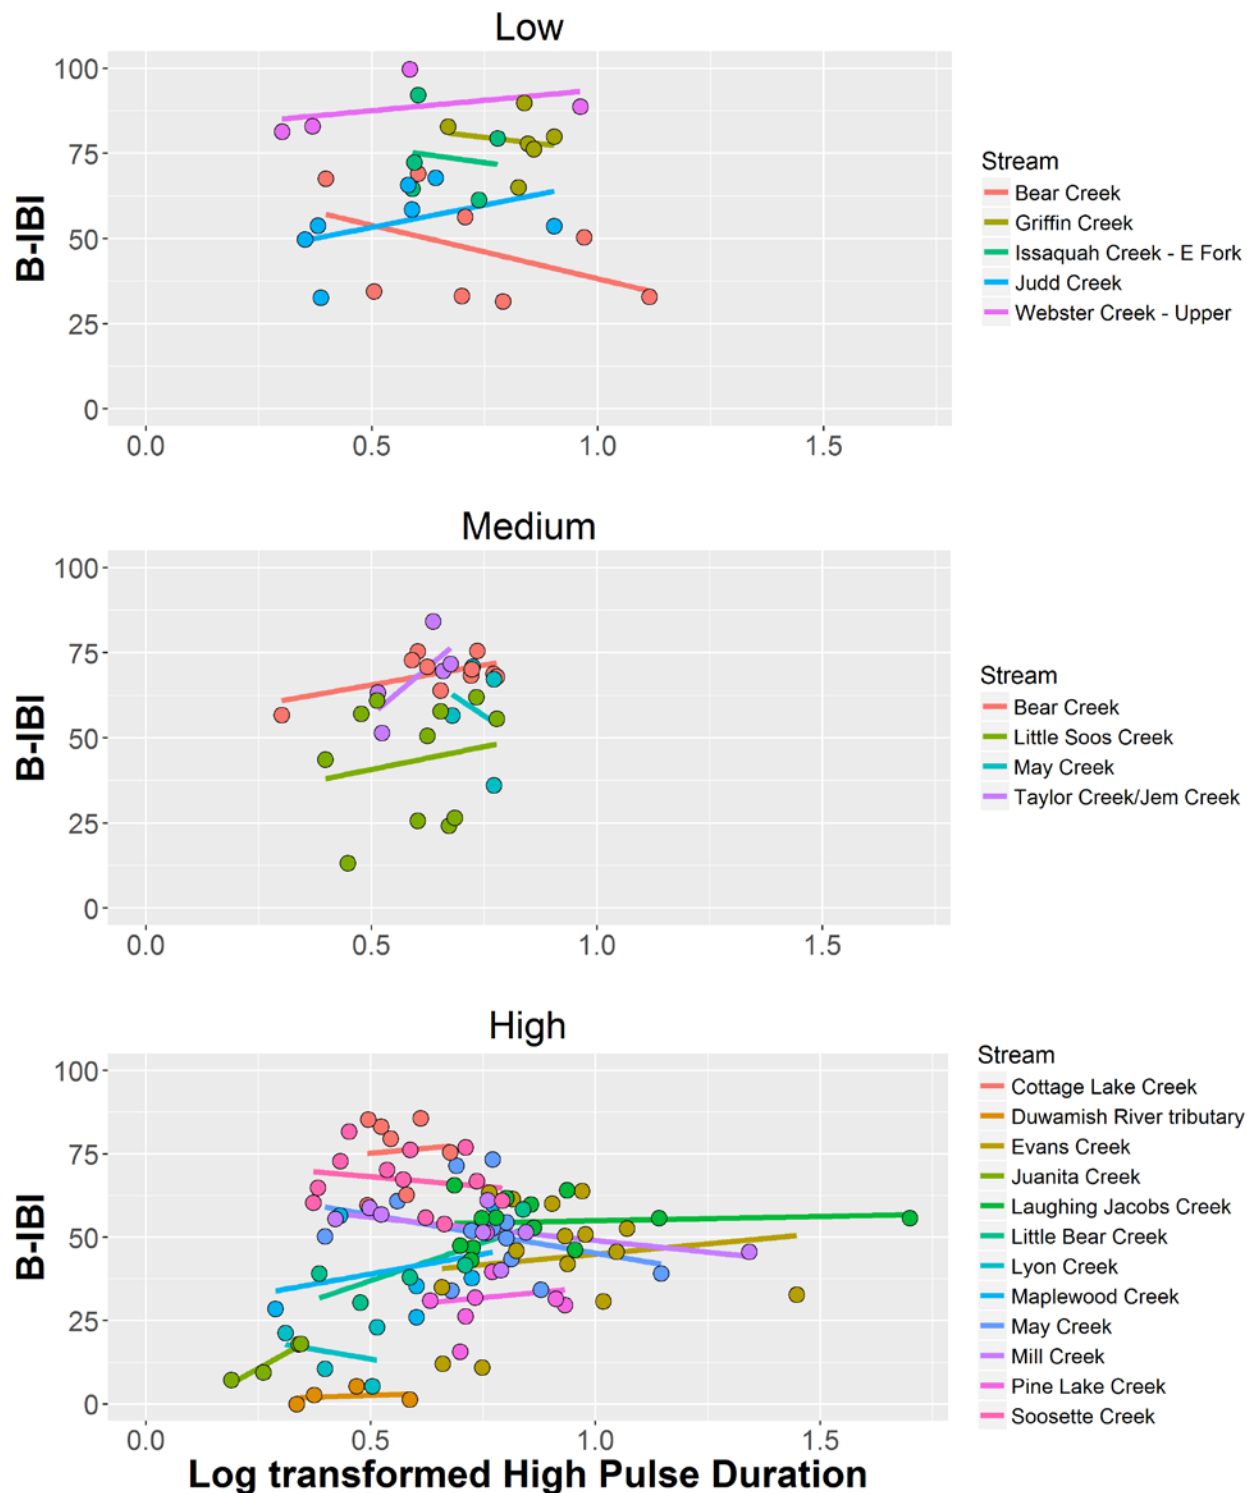 Low
100
75
50
25
0
B-IBI
0.0 0.5 1.0 1.5
Stream
Bear Creek
Griffin Creek
Issaquah Creek - E Fork
Judd Creek
Webster Creek - Upper
Medium
100
75
50
25
0
B-IBI
0.0 0.5 1.0 1.5
Stream
Bear Creek
Little Soos Creek
May Creek
Taylor Creek/Jem Creek
High
100
75
50
25
0
B-IBI
0.0 0.5 1.0 1.5
Log transformed High Pulse Duration
Stream
Cottage Lake Creek
Duwamish River tributary
Evans Creek
Juanita Creek
Laughing Jacobs Creek
Little Bear Creek
Lyon Creek
Maplewood Creek
May Creek
Mill Creek
Pine Lake Creek
Soosette Creek